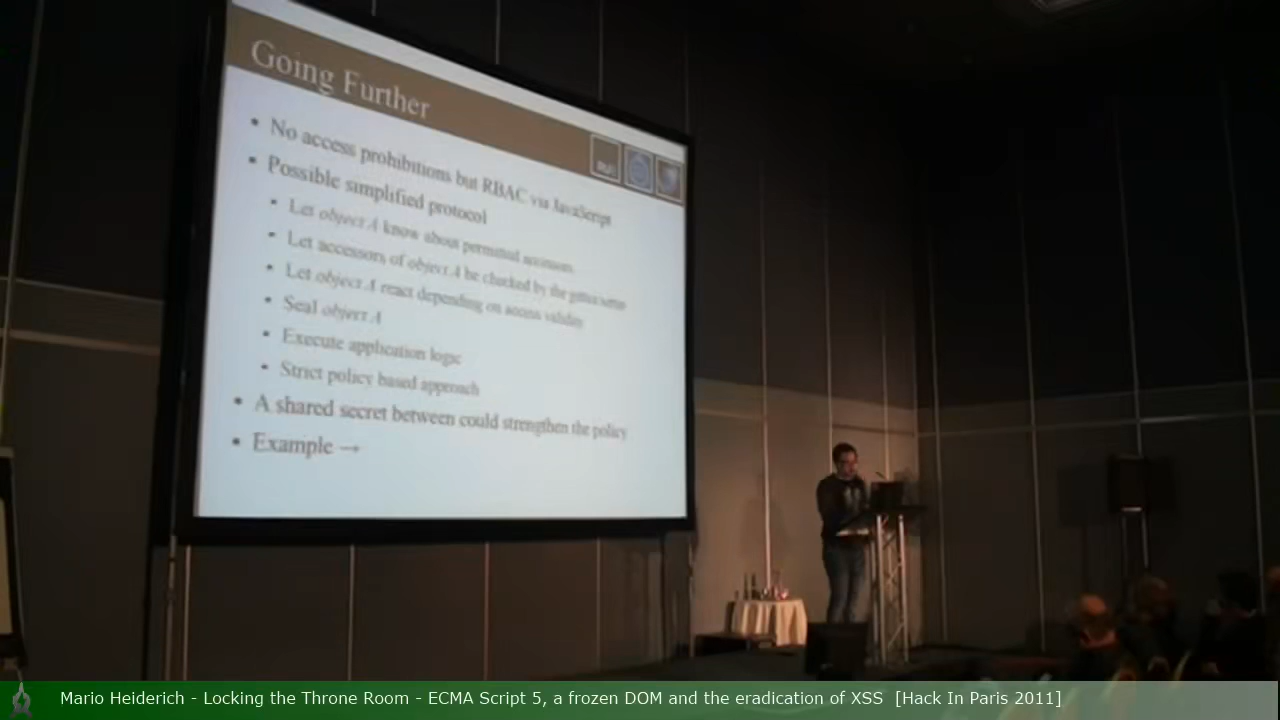 Going Further
No access prohibitions but RBAC via JavaScript
Possible simplified protocol
Let object A know about permitted accessors
Let accessors of object A be checked by the getter/setter
Let object A react depending on access validity
Seal object A
Execute application logic
Strict policy based approach
A shared secret between could strengthen the policy
Example →
Mario Heiderich - Locking the Throne Room - ECMA Script 5, a frozen DOM and the eradication of XSS [Hack In Paris 2011]